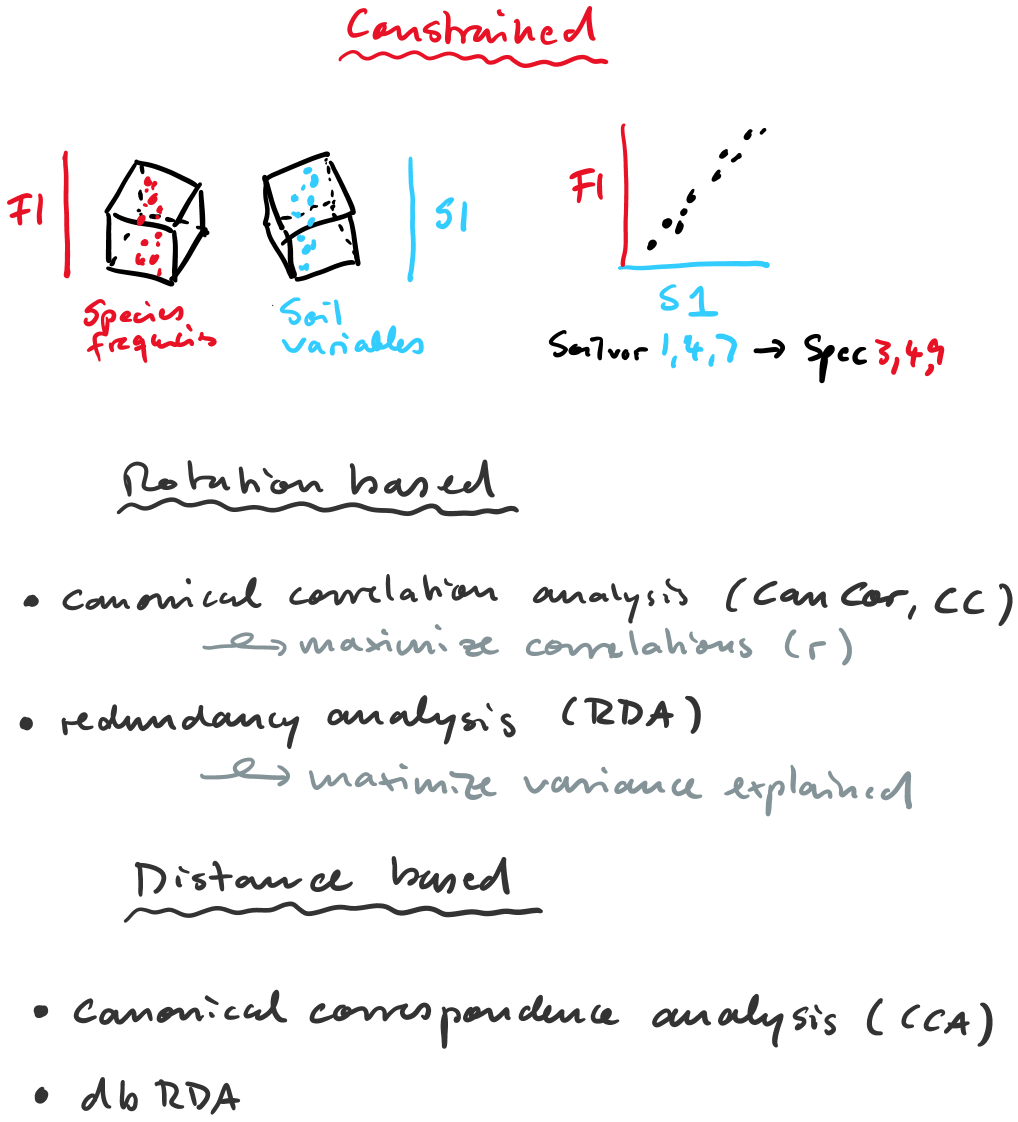 Constrained
F1
S1
F1
Species
frequencies
Soil
variables
S1
Soil var 1,4,7 → Spec 3,4,9
Rotation based
• canonical correlation analysis (CanCor, CC)
→ maximize correlations (r)
• redundancy analysis (RDA)
→ maximize variance explained
Distance based
• canonical correspondence analysis (CCA)
• db RDA